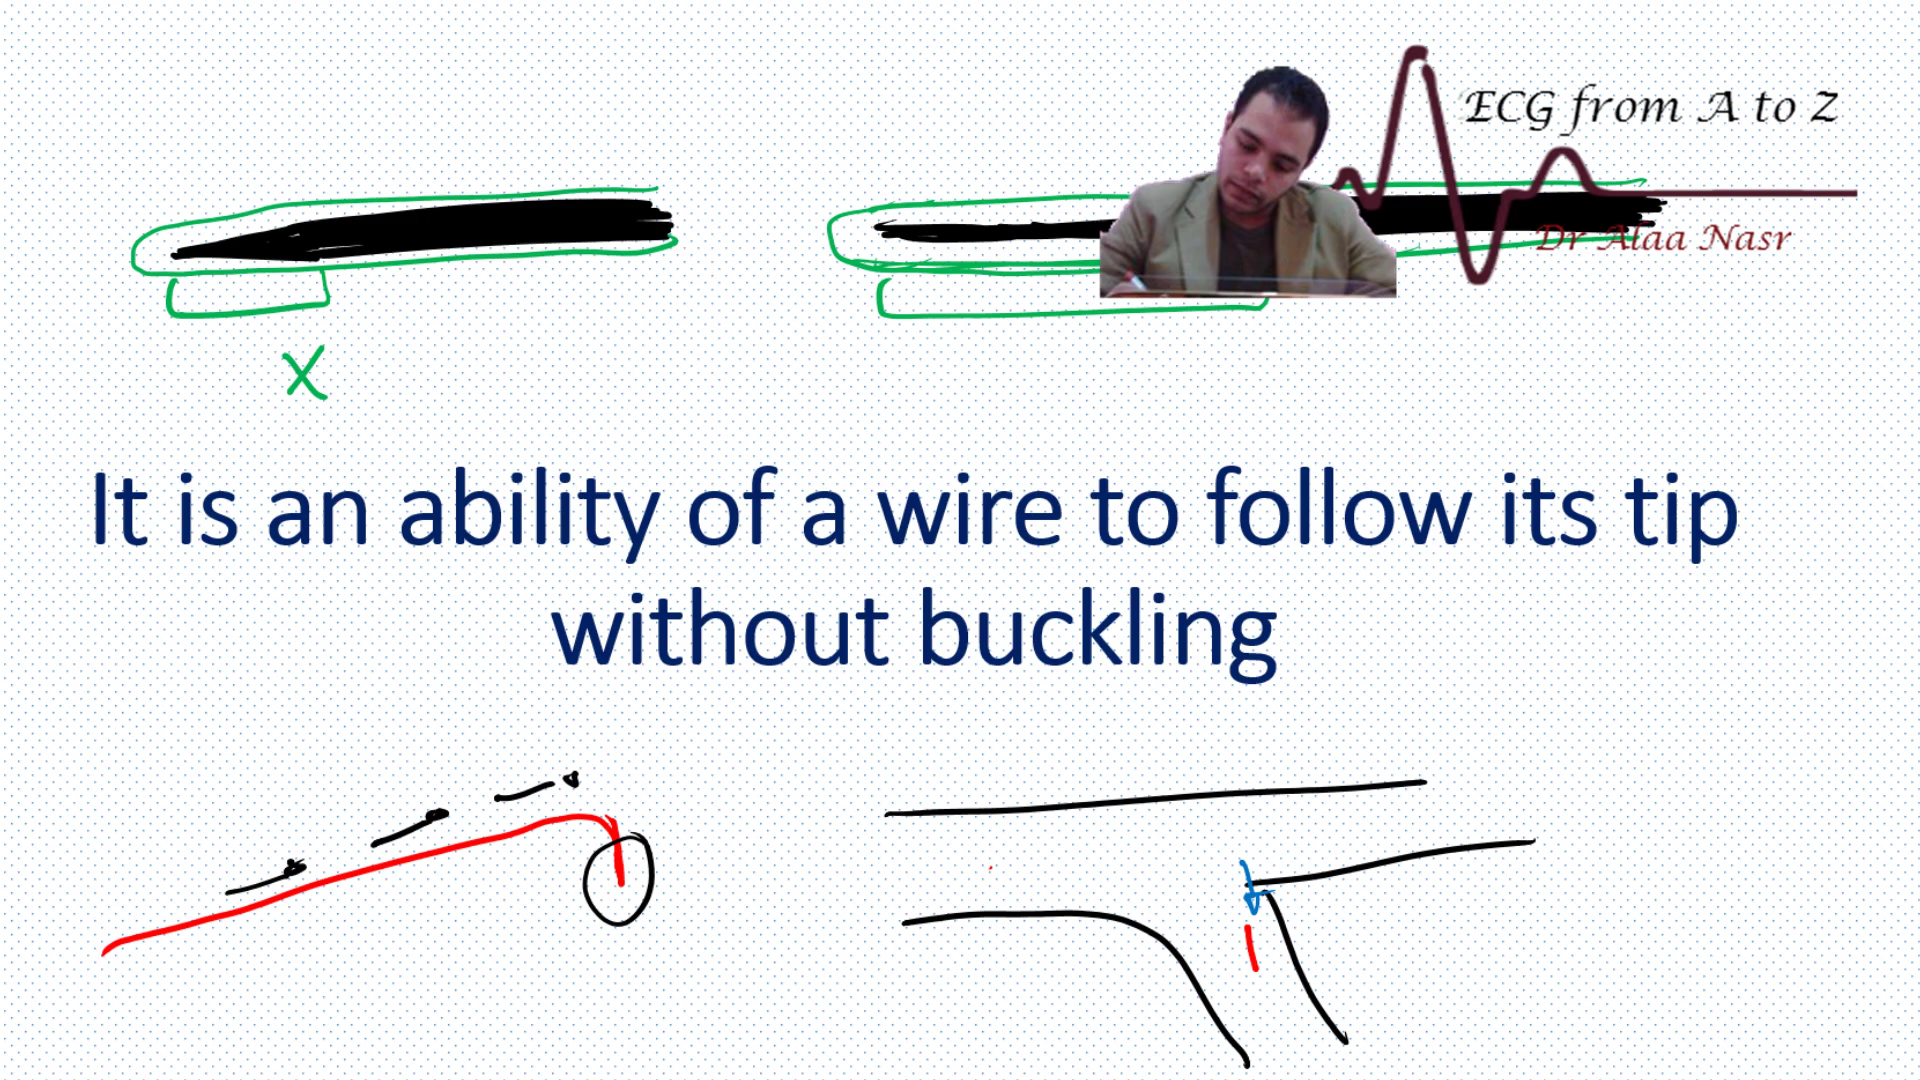 ECG from A to Z
Dr Alaa Nasr
X
It is an ability of a wire to follow its tip
without buckling